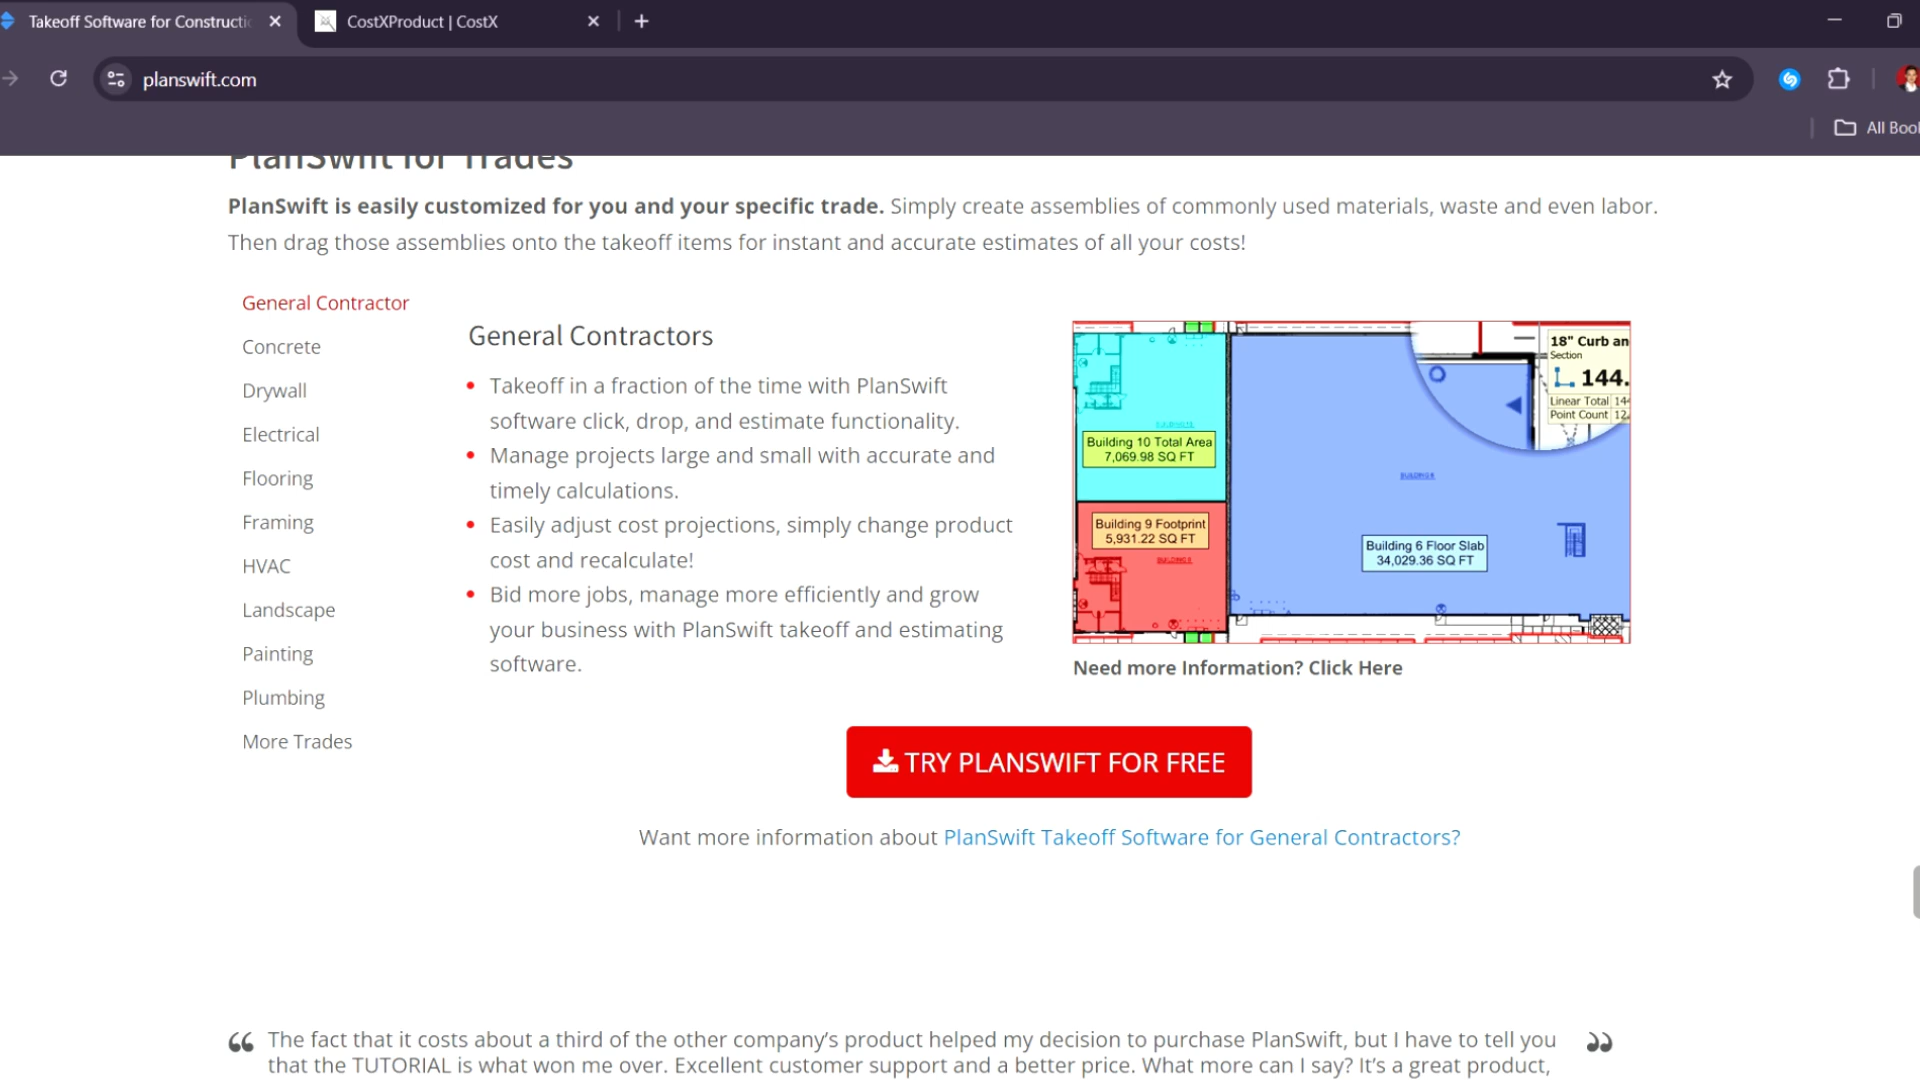 Takeoff Software for Constructi
CostXProduct | CostX
planswift.com
All Boo
PlanSwift for Trades
PlanSwift is easily customized for you and your specific trade. Simply create assemblies of commonly used materials, waste and even labor.
Then drag those assemblies onto the takeoff items for instant and accurate estimates of all your costs!
General Contractor
Concrete
Drywall
Electrical
Flooring
Framing
HVAC
Landscape
Painting
Plumbing
More Trades
General Contractors
Takeoff in a fraction of the time with PlanSwift
software click, drop, and estimate functionality.
Manage projects large and small with accurate and
timely calculations.
Easily adjust cost projections, simply change product
cost and recalculate!
Bid more jobs, manage more efficiently and grow
your business with PlanSwift takeoff and estimating
software.
Building 10 Total Area
7,069.98 SQ FT
Building 9 Footprint
5,931.22 SQ FT
Building 6 Floor Slab
34,029.36 SQ FT
18" Curb an
Section
144.
Linear Total 14
Point Count 12
Need more Information? Click Here
TRY PLANSWIFT FOR FREE
Want more information about PlanSwift Takeoff Software for General Contractors?
“ The fact that it costs about a third of the other company’s product helped my decision to purchase PlanSwift, but I have to tell you ”
that the TUTORIAL is what won me over. Excellent customer support and a better price. What more can I say? It’s a great product,